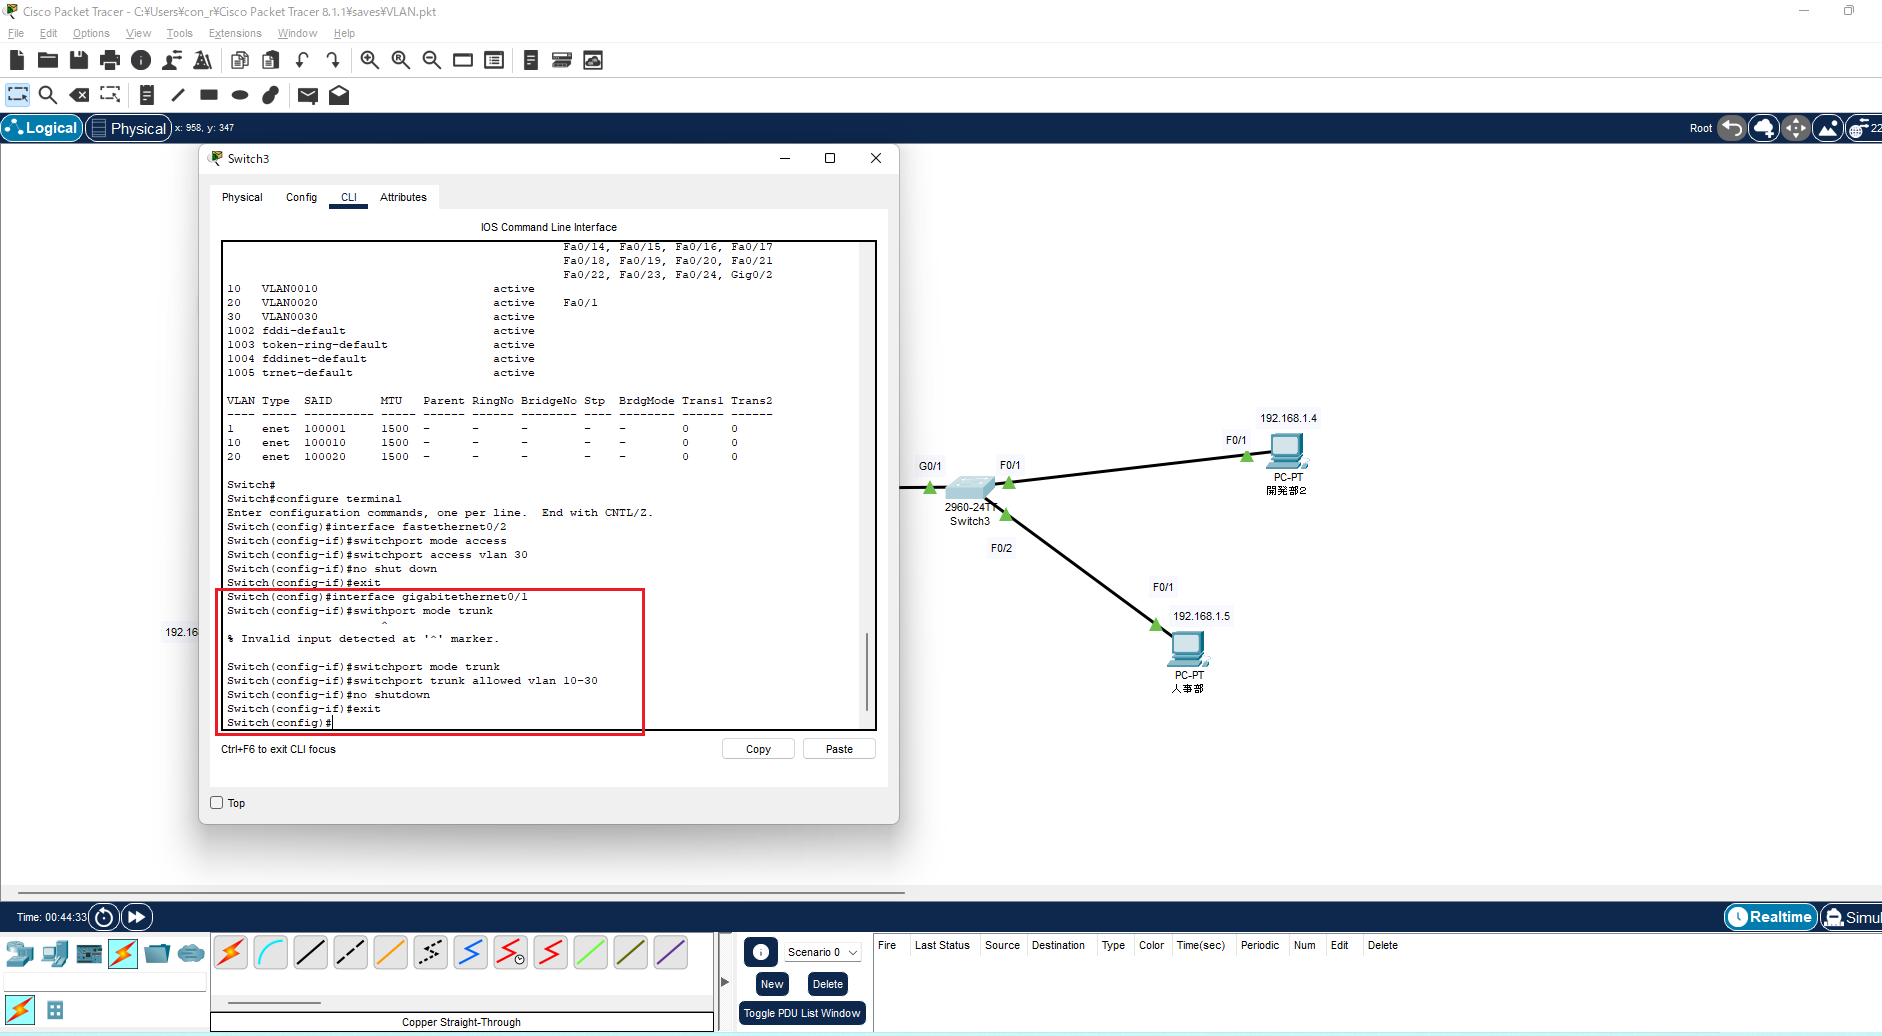 Cisco Packet Tracer - C:¥Users¥con_r¥Cisco Packet Tracer 8.1.1¥saves¥VLAN.pkt
File Edit Options View Tools Extensions Window Help
Logical Physical x: 958, y: 347
Root
22
Switch3
Physical Config CLI Attributes
IOS Command Line Interface
Fa0/14, Fa0/15, Fa0/16, Fa0/17
Fa0/18, Fa0/19, Fa0/20, Fa0/21
Fa0/22, Fa0/23, Fa0/24, Gig0/2
10 VLAN0010 active
20 VLAN0020 active Fa0/1
30 VLAN0030 active
1002 fddi-default active
1003 token-ring-default active
1004 fddinet-default active
1005 trnet-default active
VLAN Type SAID MTU Parent RingNo BridgeNo Stp BrdgMode Trans1 Trans2
---- ----- ---------- ----- ------ ------ -------- ---- -------- ------ ------
1 enet 100001 1500 - - - - - 0 0
10 enet 100010 1500 - - - - - 0 0
20 enet 100020 1500 - - - - - 0 0
Switch#
Switch#configure terminal
Enter configuration commands, one per line. End with CNTL/Z.
Switch(config)#interface fastethernet0/2
Switch(config-if)#switchport mode access
Switch(config-if)#switchport access vlan 30
Switch(config-if)#no shut down
Switch(config-if)#exit
Switch(config)#interface gigabitethernet0/1
Switch(config-if)#swithport mode trunk
^
% Invalid input detected at '^' marker.
Switch(config-if)#switchport mode trunk
Switch(config-if)#switchport trunk allowed vlan 10-30
Switch(config-if)#no shutdown
Switch(config-if)#exit
Switch(config)#
Ctrl+F6 to exit CLI focus
Copy
Paste
Top
192.16
G0/1
F0/1
2960-24TT
Switch3
F0/2
192.168.1.4
F0/1
PC-PT
開発部2
F0/1
192.168.1.5
PC-PT
人事部
Time: 00:44:33
Realtime
Simul
Scenario 0
New
Delete
Toggle PDU List Window
Fire Last Status Source Destination Type Color Time(sec) Periodic Num Edit Delete
Copper Straight-Through